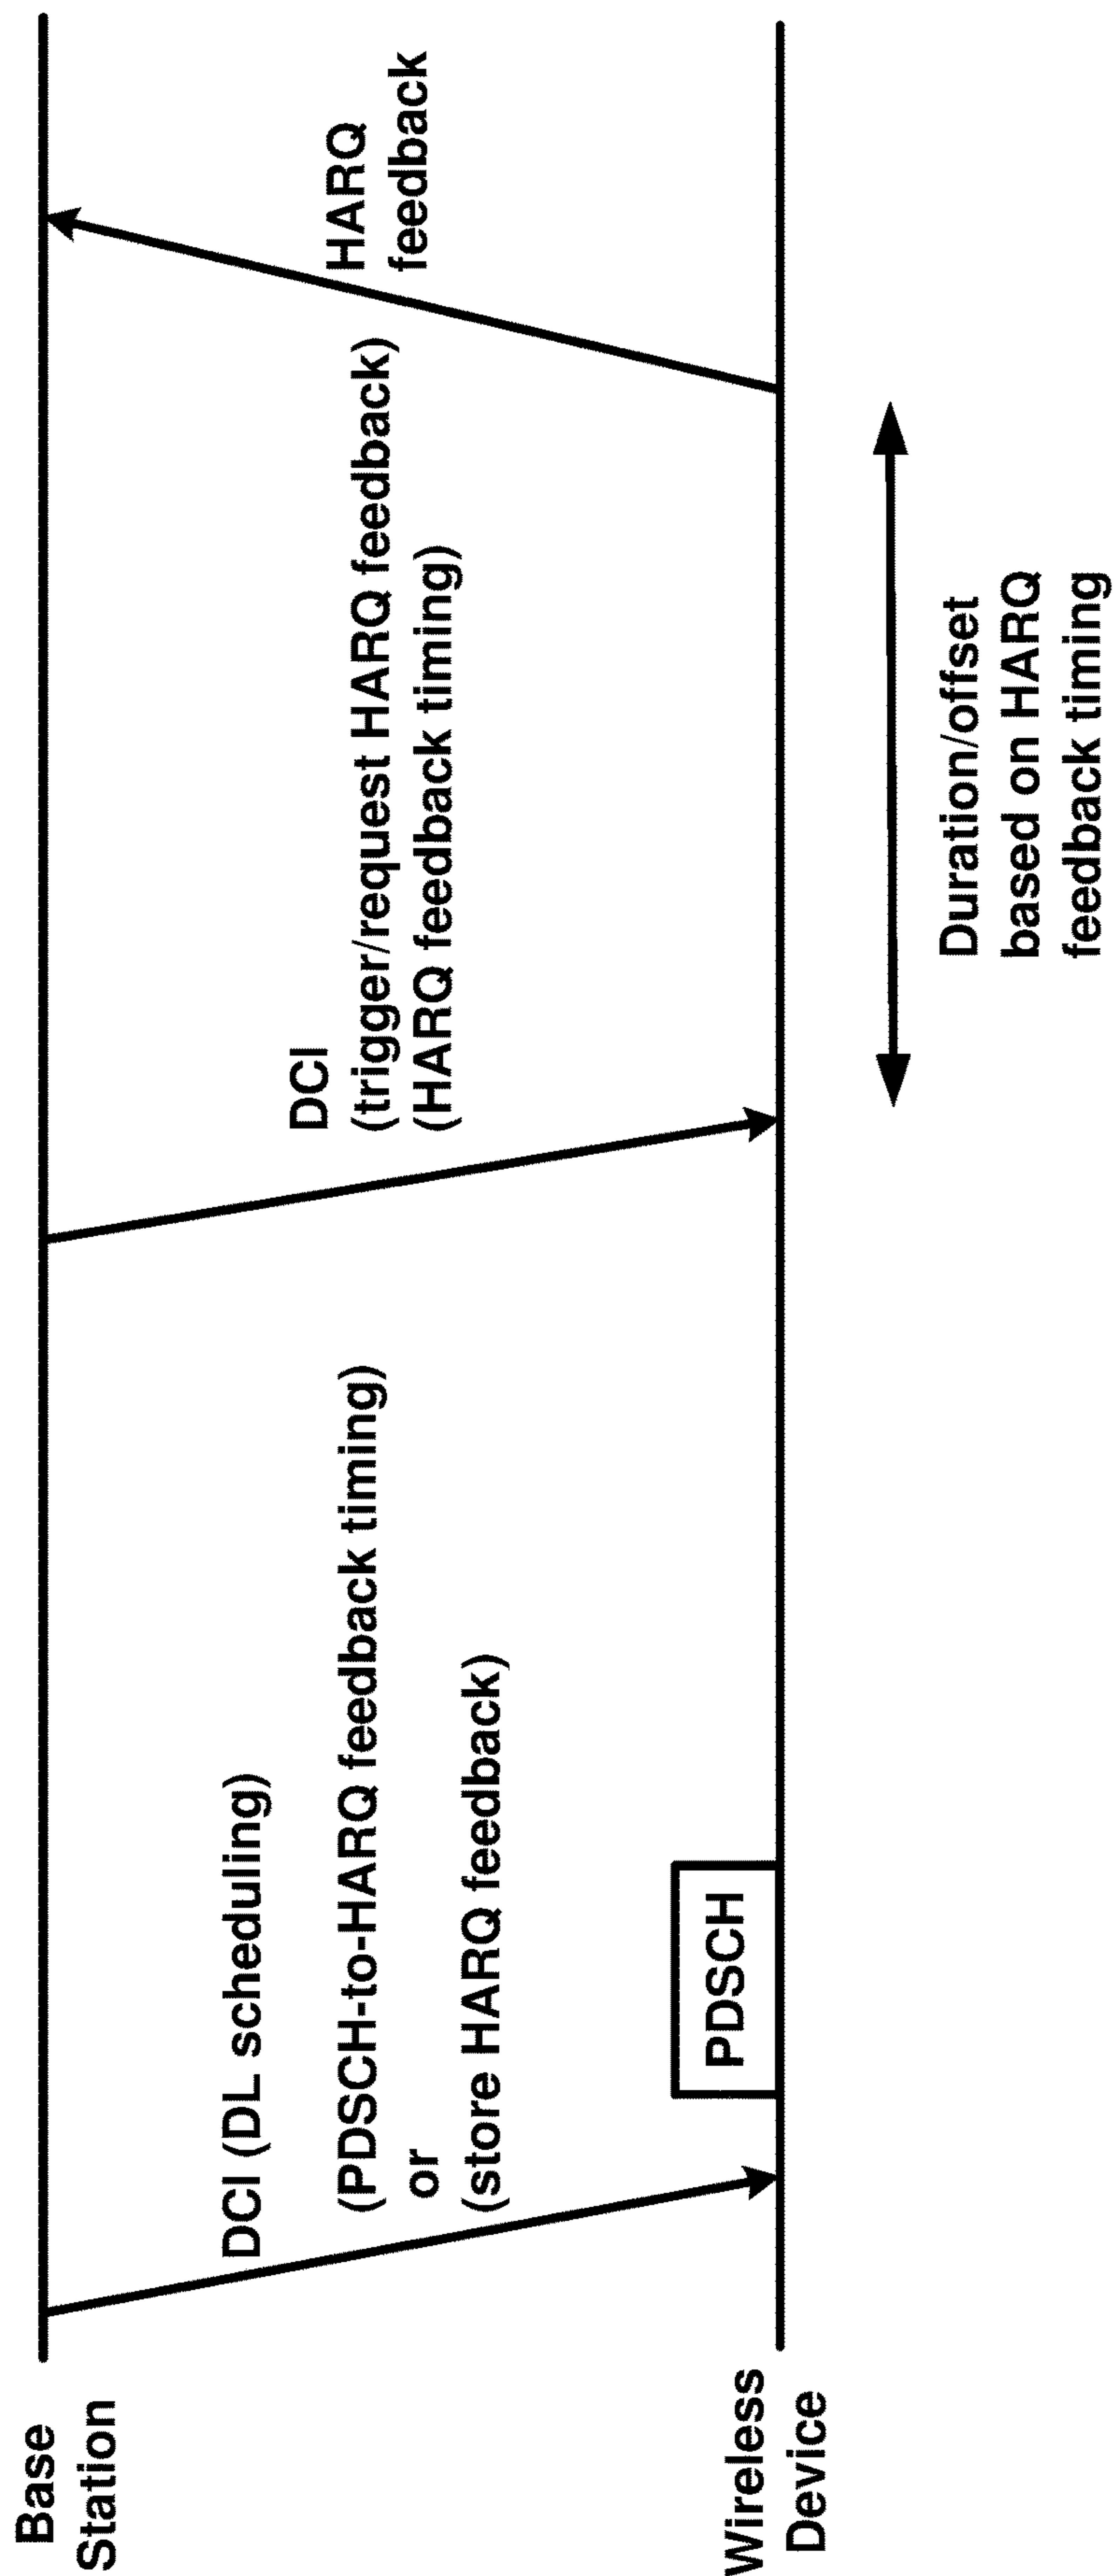 Base
Station
DCI (DL scheduling)
(PDSCH-to-HARQ feedback timing)
or
(store HARQ feedback)
DCI
(trigger/request HARQ feedback)
(HARQ feedback timing)
HARQ
feedback
PDSCH
Wireless
Device
Duration/offset
based on HARQ
feedback timing